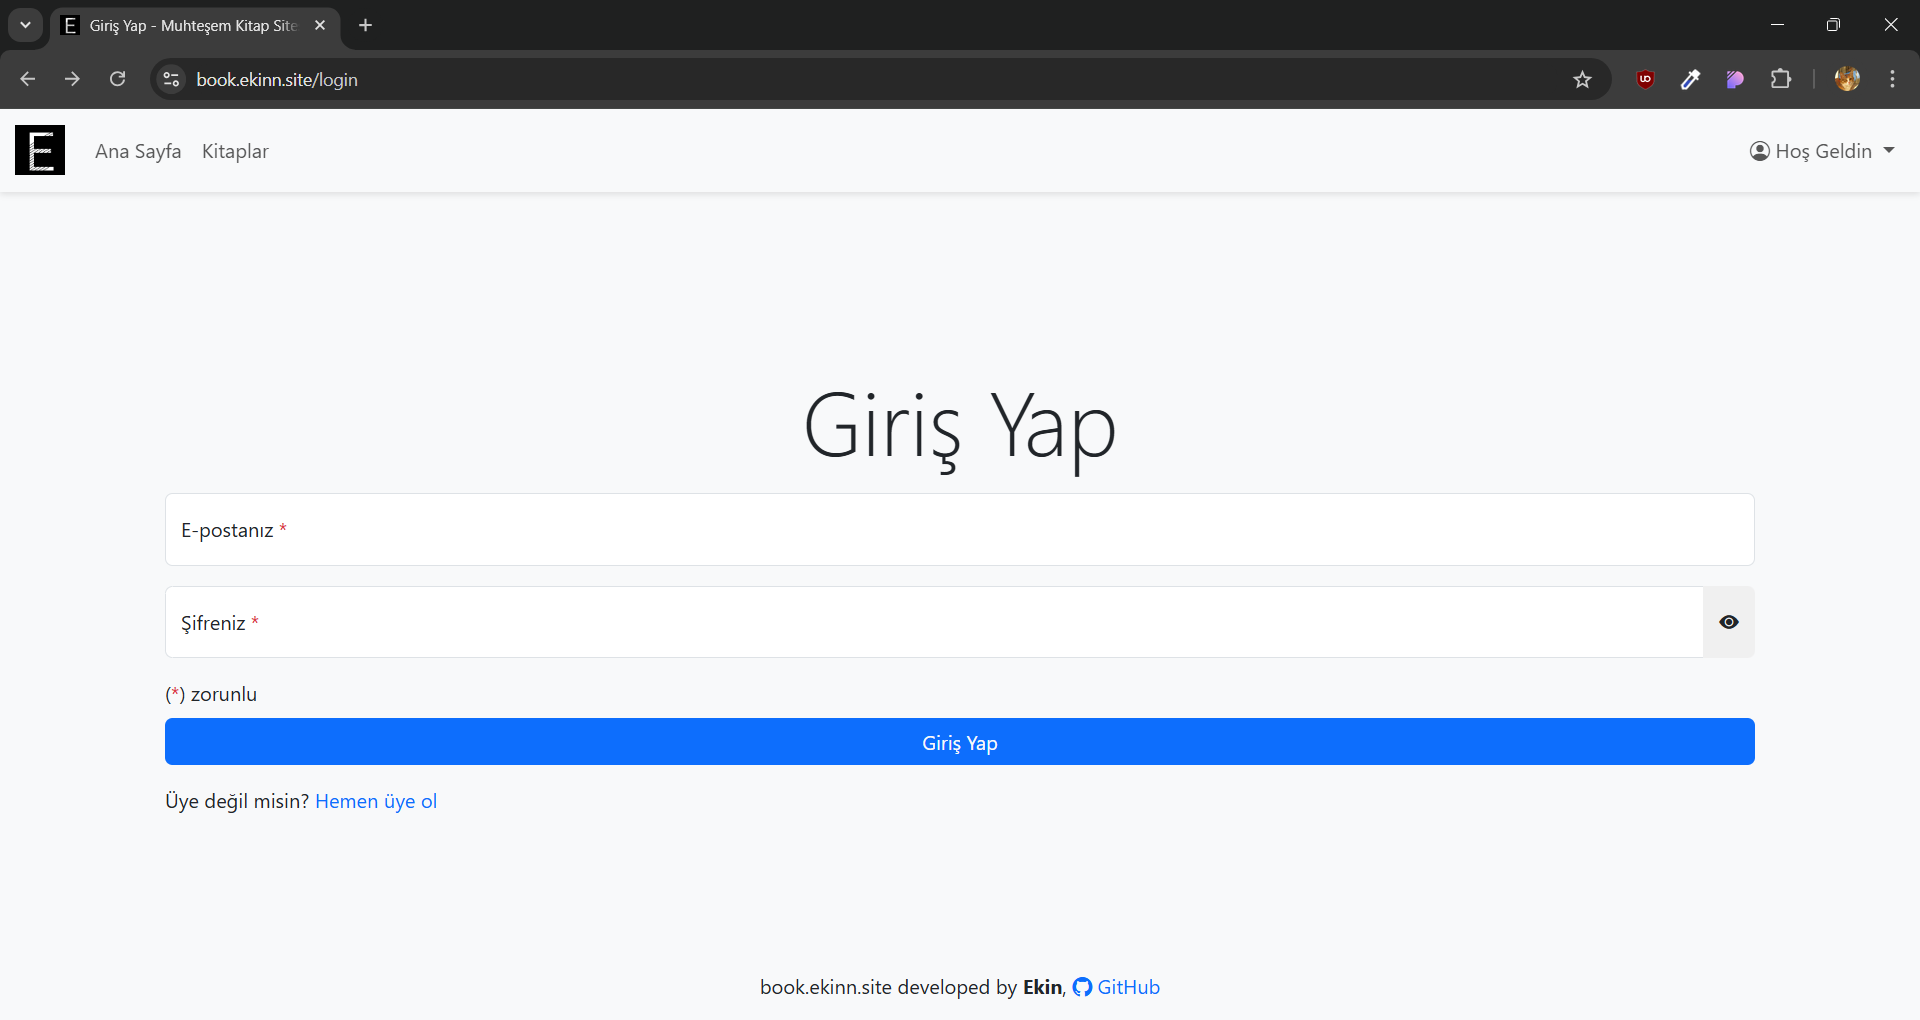 Giriş Yap - Muhteşem Kitap Site
book.ekinn.site/login
E Ana Sayfa Kitaplar Hoş Geldin
Giriş Yap
E-postanız *
Şifreniz *
(*) zorunlu
Giriş Yap
Üye değil misin? Hemen üye ol
book.ekinn.site developed by Ekin, GitHub